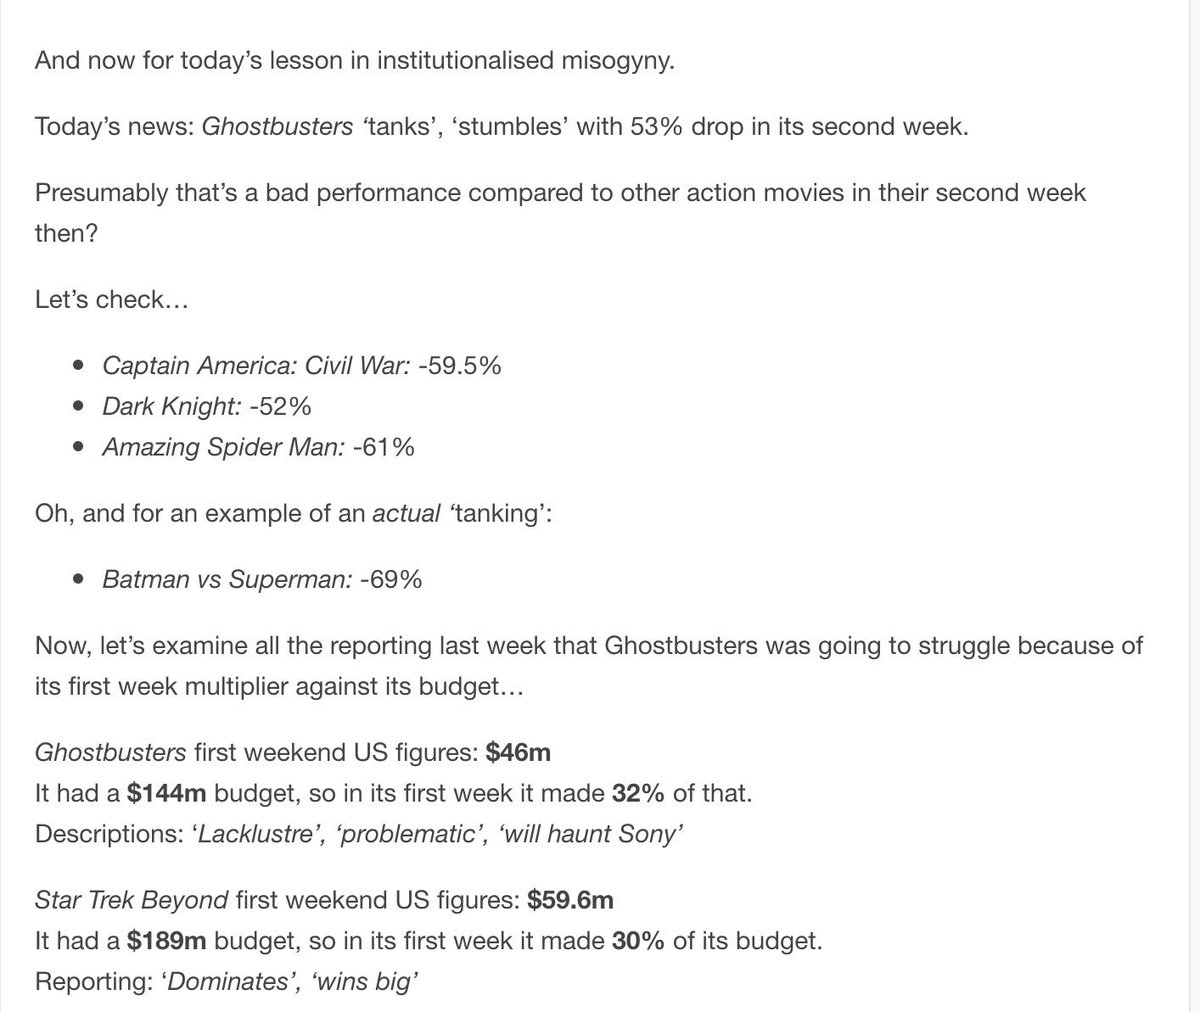 And now for today’s lesson in institutionalised misogyny.
Today’s news: Ghostbusters ‘tanks’, ‘stumbles’ with 53% drop in its second week.
Presumably that’s a bad performance compared to other action movies in their second week
then?
Let’s check…
• Captain America: Civil War: -59.5%
• Dark Knight: -52%
• Amazing Spider Man: -61%
Oh, and for an example of an actual ‘tanking’:
• Batman vs Superman: -69%
Now, let’s examine all the reporting last week that Ghostbusters was going to struggle because of
its first week multiplier against its budget…
Ghostbusters first weekend US figures: $46m
It had a $144m budget, so in its first week it made 32% of that.
Descriptions: ‘Lacklustre’, ‘problematic’, ‘will haunt Sony’
Star Trek Beyond first weekend US figures: $59.6m
It had a $189m budget, so in its first week it made 30% of its budget.
Reporting: ‘Dominates’, ‘wins big’